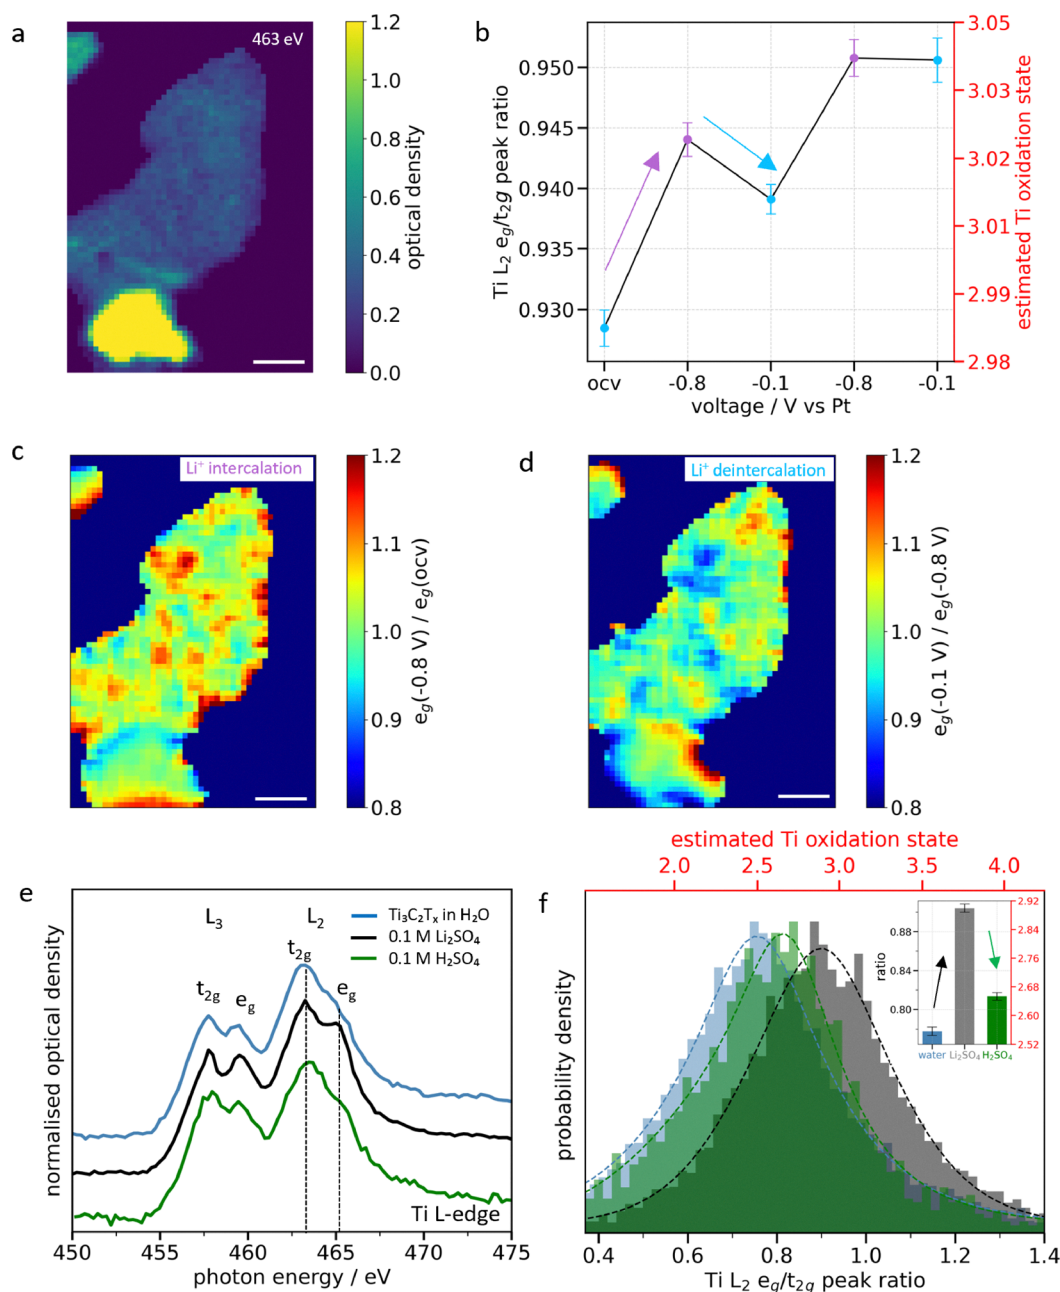 a
463 eV
1.2
1.0
0.8
0.6
0.4
0.2
0.0
optical density
b
Ti L₂ e_g/t₂g peak ratio
0.950
0.945
0.940
0.935
0.930
ocv -0.8 -0.1 -0.8 -0.1
voltage / V vs Pt
3.05
3.03
3.02
3.01
2.99
2.98
estimated Ti oxidation state
c
Li⁺ intercalation
1.2
1.1
1.0
0.9
0.8
e_g(-0.8 V) / e_g(ocv)
d
Li⁺ deintercalation
1.2
1.1
1.0
0.9
0.8
e_g(-0.1 V) / e_g(-0.8 V)
e
normalised optical density
L₃
L₂
t₂g
e_g
t₂g
e_g
Ti₃C₂Tₓ in H₂O
0.1 M Li₂SO₄
0.1 M H₂SO₄
Ti L-edge
450 455 460 465 470 475
photon energy / eV
f
estimated Ti oxidation state
2.0 2.5 3.0 3.5 4.0
probability density
ratio
0.88
0.84
0.80
water Li₂SO₄ H₂SO₄
2.92
2.84
2.76
2.68
2.60
2.52
0.4 0.6 0.8 1.0 1.2 1.4
Ti L₂ e_g/t₂g peak ratio